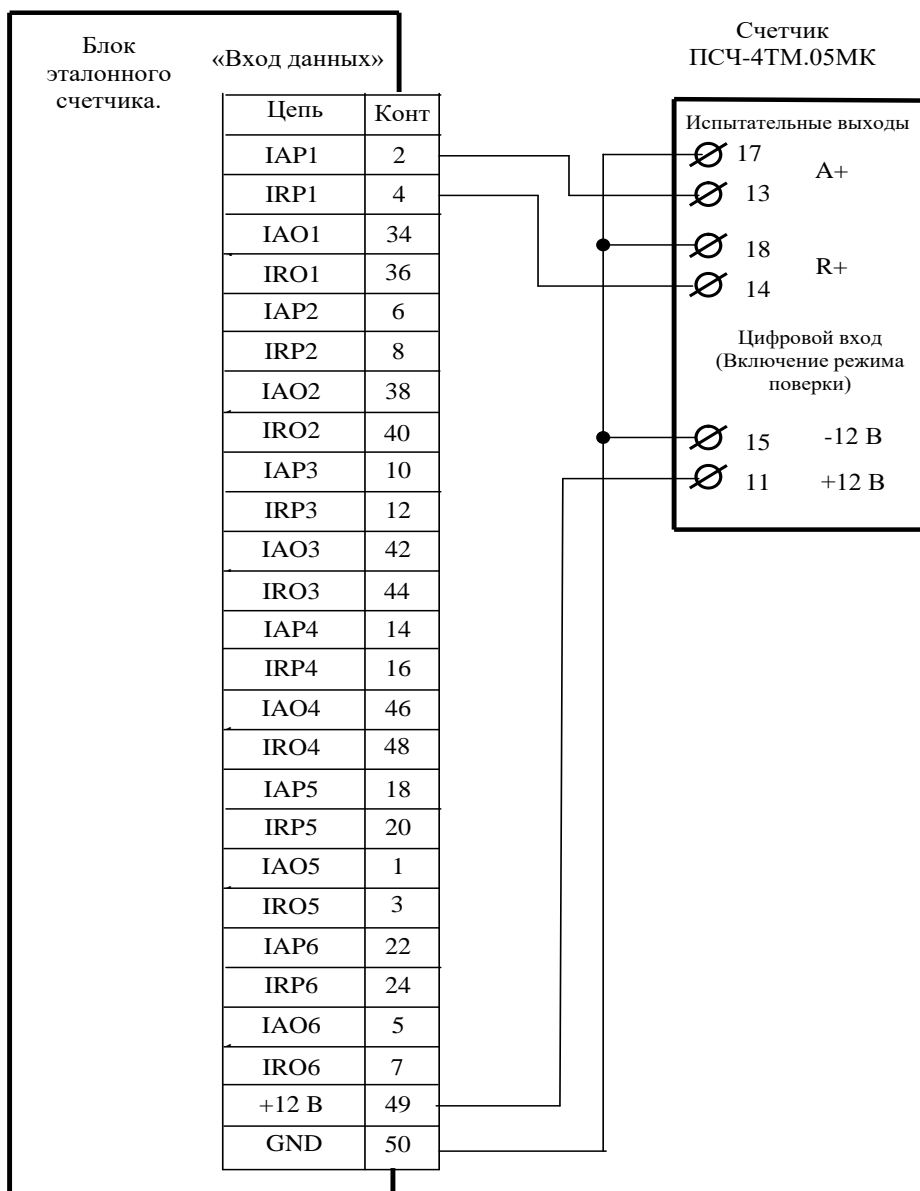 Блок
эталонного
счетчика.
«Вход данных»
Цепь Конт
IAP1 2
IRP1 4
IAO1 34
IRO1 36
IAP2 6
IRP2 8
IAO2 38
IRO2 40
IAP3 10
IRP3 12
IAO3 42
IRO3 44
IAP4 14
IRP4 16
IAO4 46
IRO4 48
IAP5 18
IRP5 20
IAO5 1
IRO5 3
IAP6 22
IRP6 24
IAO6 5
IRO6 7
+12 В 49
GND 50
Счетчик
ПСЧ-4ТМ.05МК
Испытательные выходы
17
A+
13
18
R+
14
Цифровой вход
(Включение режима
поверки)
15 -12 В
11 +12 В